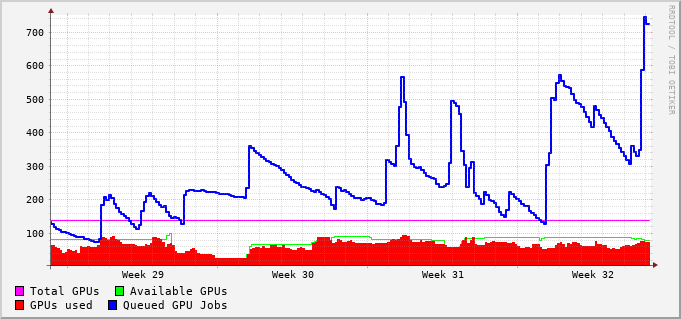 700
600
500
400
300
200
100
Week 29 Week 30 Week 31 Week 32
Total GPUs Available GPUs
GPUs used Queued GPU Jobs
RRDTOOL / TOBI OETIKER